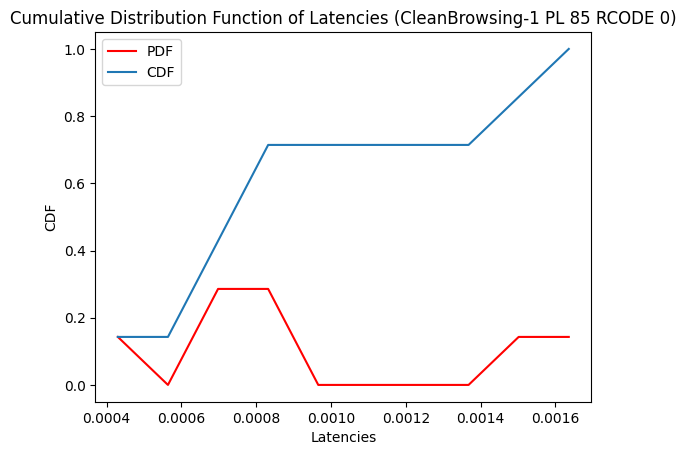 Cumulative Distribution Function of Latencies (CleanBrowsing-1 PL 85 RCODE 0)
PDF
CDF
1.0
0.8
0.6
0.4
0.2
0.0
CDF
0.0004
0.0006
0.0008
0.0010
0.0012
0.0014
0.0016
Latencies